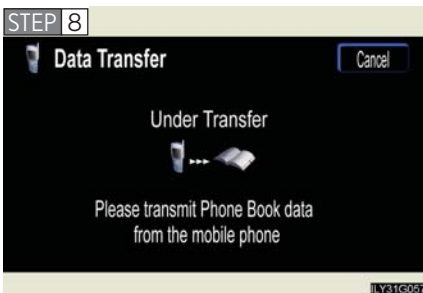 STEP 8
Data Transfer
Cancel
Under Transfer
Please transmit Phone Book data
from the mobile phone
ILY31G057